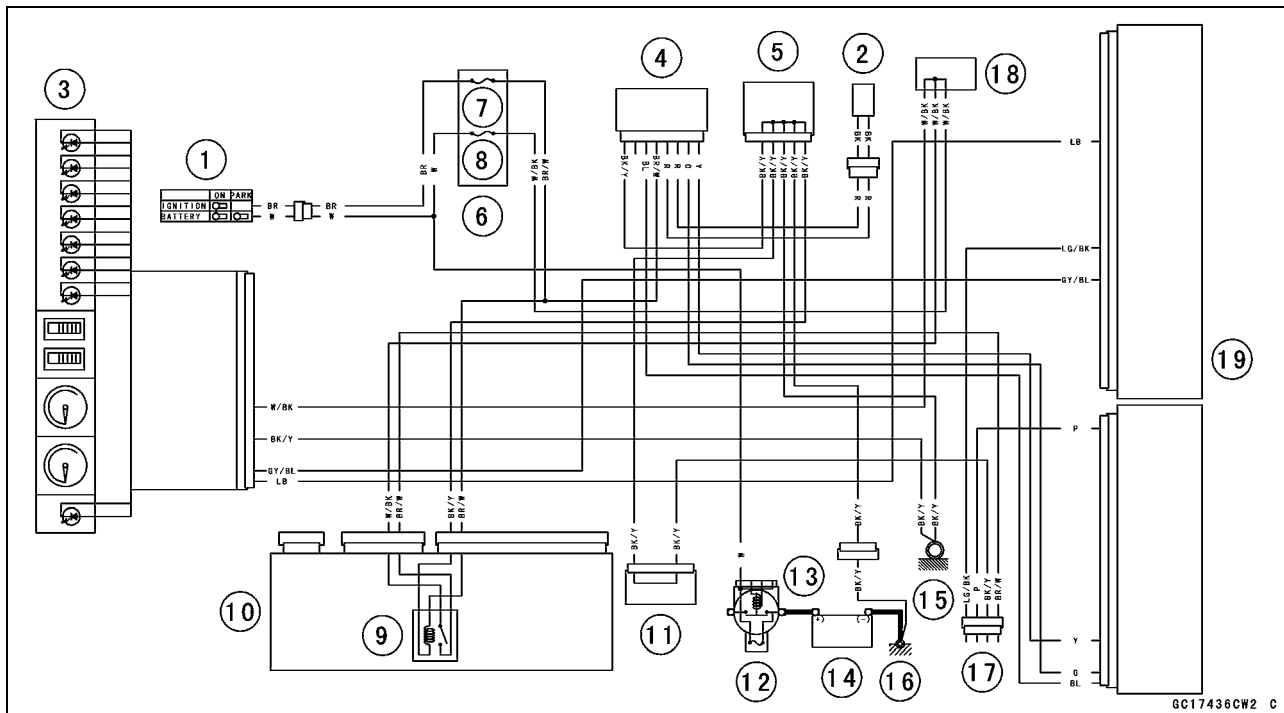 4
5
2
18
3
7
1
8
6
ON PARK
IGNITION
BATTERY
BR
BR
W
W
BR
W
W/BK
BR/W
BK/Y
BL
BR/W
R
R
G
Y
BK/Y
BK/Y
BK/Y
BK/Y
BK/Y
BK
BK
R
R
W/BK
W/BK
W/BK
LB
LG/BK
GY/BL
19
W/BK
BK/Y
GY/BL
LB
P
W/BK
BR/W
BK/Y
BR/W
BK/Y
BK/Y
W
BK/Y
BK/Y
BK/Y
BK/Y
LG/BK
P
BK/Y
BR/W
10
9
11
13
(+)
(-)
15
12
14
16
17
Y
G
BL
GC17436CW2 C